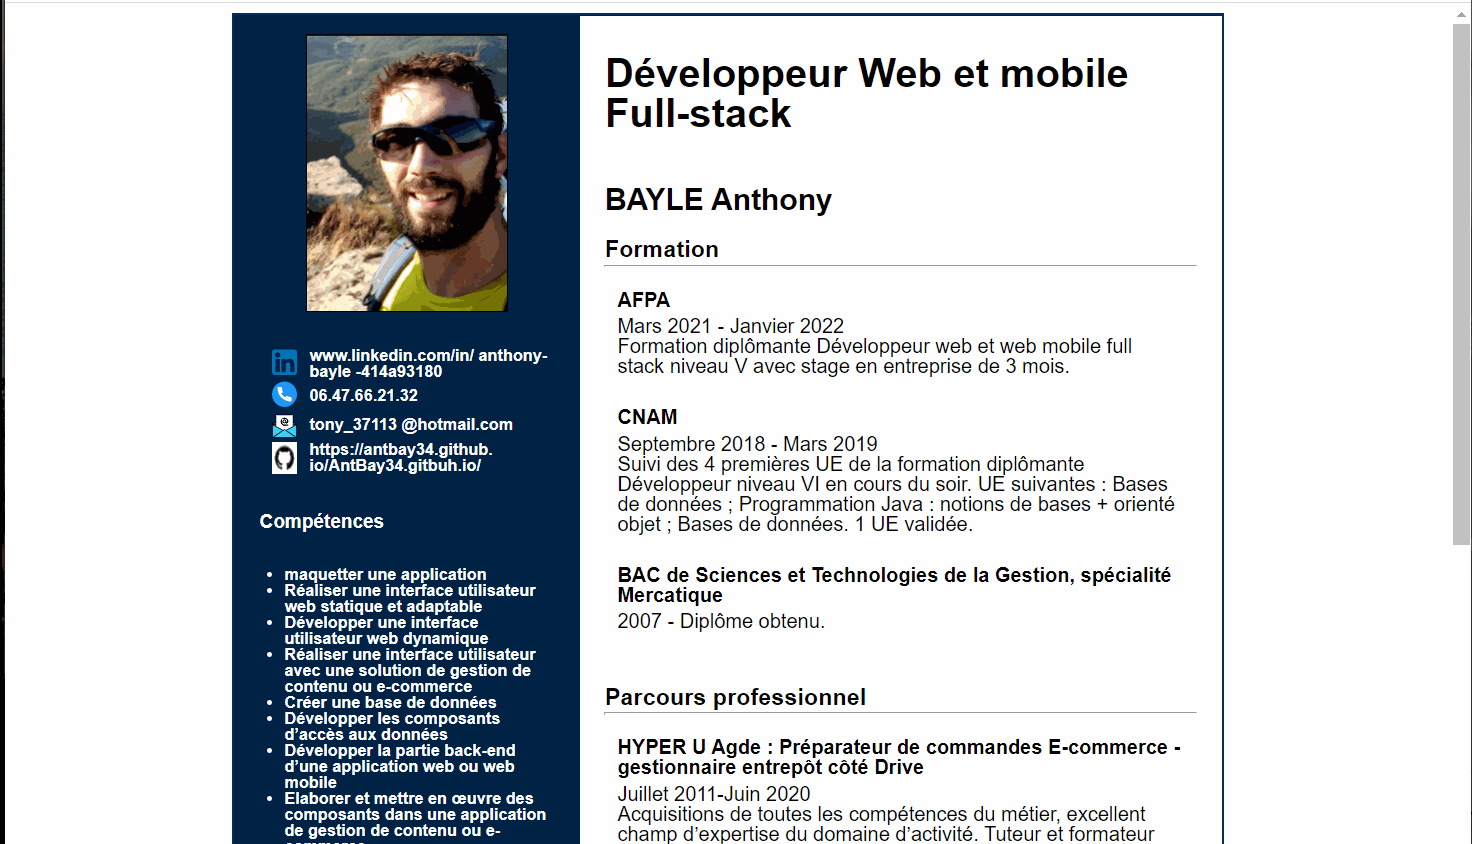 www.linkedin.com/in/ anthony-
bayle -414a93180
06.47.66.21.32
tony_37113 @hotmail.com
https://antbay34.github.
io/AntBay34.gitbuh.io/
Compétences
• maquetter une application
• Réaliser une interface utilisateur
web statique et adaptable
• Développer une interface
utilisateur web dynamique
• Réaliser une interface utilisateur
avec une solution de gestion de
contenu ou e-commerce
• Créer une base de données
• Développer les composants
d’accès aux données
• Développer la partie back-end
d’une application web ou web
mobile
• Elaborer et mettre en œuvre des
composants dans une application
de gestion de contenu ou e-
Développeur Web et mobile
Full-stack
BAYLE Anthony
Formation
AFPA
Mars 2021 - Janvier 2022
Formation diplômante Développeur web et web mobile full
stack niveau V avec stage en entreprise de 3 mois.
CNAM
Septembre 2018 - Mars 2019
Suivi des 4 premières UE de la formation diplômante
Développeur niveau VI en cours du soir. UE suivantes : Bases
de données ; Programmation Java : notions de bases + orienté
objet ; Bases de données. 1 UE validée.
BAC de Sciences et Technologies de la Gestion, spécialité
Mercatique
2007 - Diplôme obtenu.
Parcours professionnel
HYPER U Agde : Préparateur de commandes E-commerce -
gestionnaire entrepôt côté Drive
Juillet 2011-Juin 2020
Acquisitions de toutes les compétences du métier, excellent
champ d’expertise du domaine d’activité. Tuteur et formateur